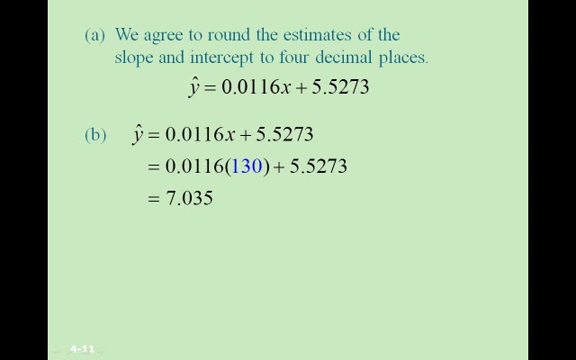 (a) We agree to round the estimates of the
slope and intercept to four decimal places.
ŷ = 0.0116x + 5.5273
(b) ŷ = 0.0116x + 5.5273
= 0.0116(130) + 5.5273
= 7.035
4-11